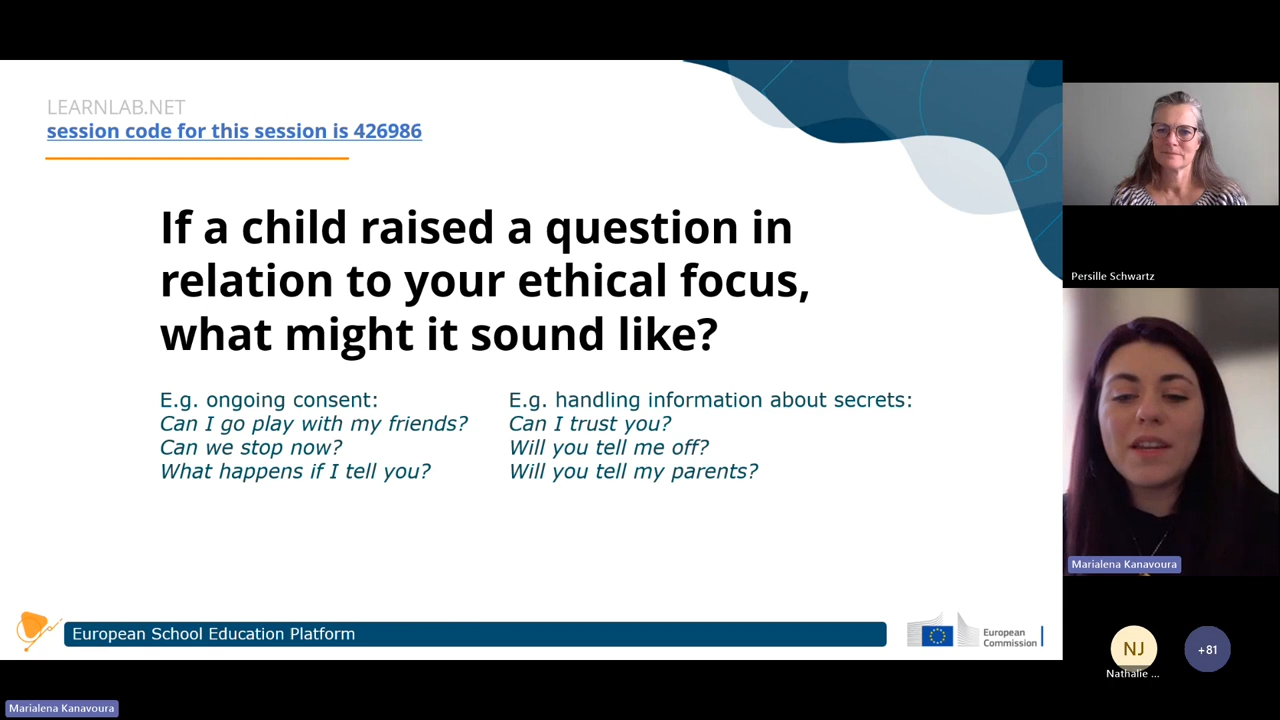 LEARNLAB.NET
session code for this session is 426986
If a child raised a question in
relation to your ethical focus,
what might it sound like?
E.g. ongoing consent:
Can I go play with my friends?
Can we stop now?
What happens if I tell you?
E.g. handling information about secrets:
Can I trust you?
Will you tell me off?
Will you tell my parents?
European School Education Platform
European
Commission
Persille Schwartz
Marialena Kanavoura
NJ
Nathalie ...
+81
Marialena Kanavoura